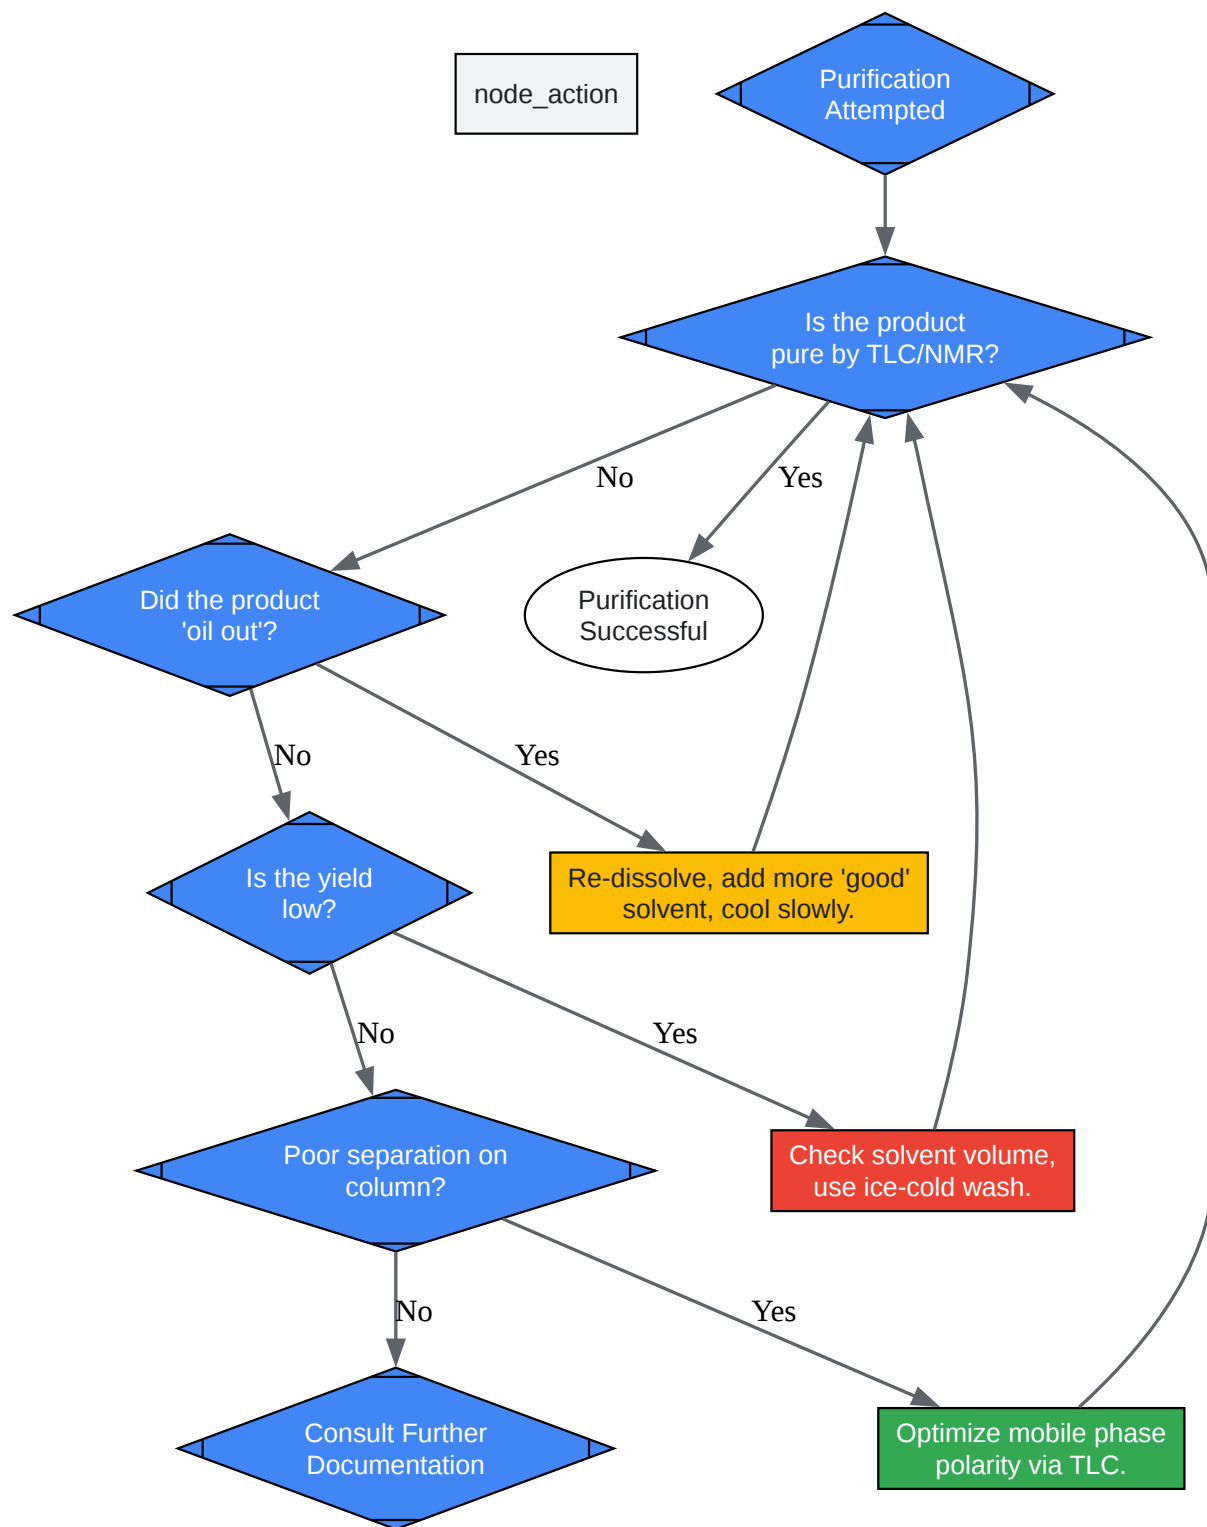 node_action
Purification
Attempted
Is the product
pure by TLC/NMR?
No
Yes
Did the product
'oil out'?
Purification
Successful
No
Yes
Is the yield
low?
Re-dissolve, add more 'good'
solvent, cool slowly.
No
Yes
Poor separation on
column?
Check solvent volume,
use ice-cold wash.
No
Yes
Consult Further
Documentation
Optimize mobile phase
polarity via TLC.